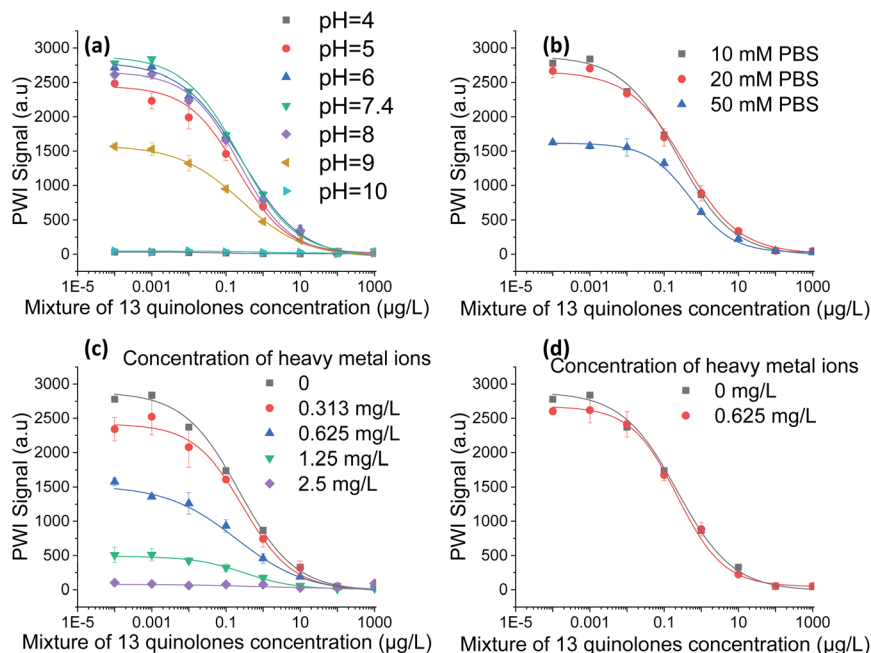 (a)
pH=4
pH=5
pH=6
pH=7.4
pH=8
pH=9
pH=10
3000
2500
2000
1500
1000
500
0
PWI Signal (a.u)
1E-5 0.001 0.1 10 1000
Mixture of 13 quinolones concentration (µg/L)
(b)
10 mM PBS
20 mM PBS
50 mM PBS
3000
2500
2000
1500
1000
500
0
PWI Signal (a.u)
1E-5 0.001 0.1 10 1000
Mixture of 13 quinolones concentration (µg/L)
(c)
Concentration of heavy metal ions
0
0.313 mg/L
0.625 mg/L
1.25 mg/L
2.5 mg/L
3000
2500
2000
1500
1000
500
0
PWI Signal (a.u)
1E-5 0.001 0.1 10 1000
Mixture of 13 quinolones concentration (µg/L)
(d)
Concentration of heavy metal ions
0 mg/L
0.625 mg/L
3000
2500
2000
1500
1000
500
0
PWI Signal (a.u)
1E-5 0.001 0.1 10 1000
Mixture of 13 quinolones concentration (µg/L)